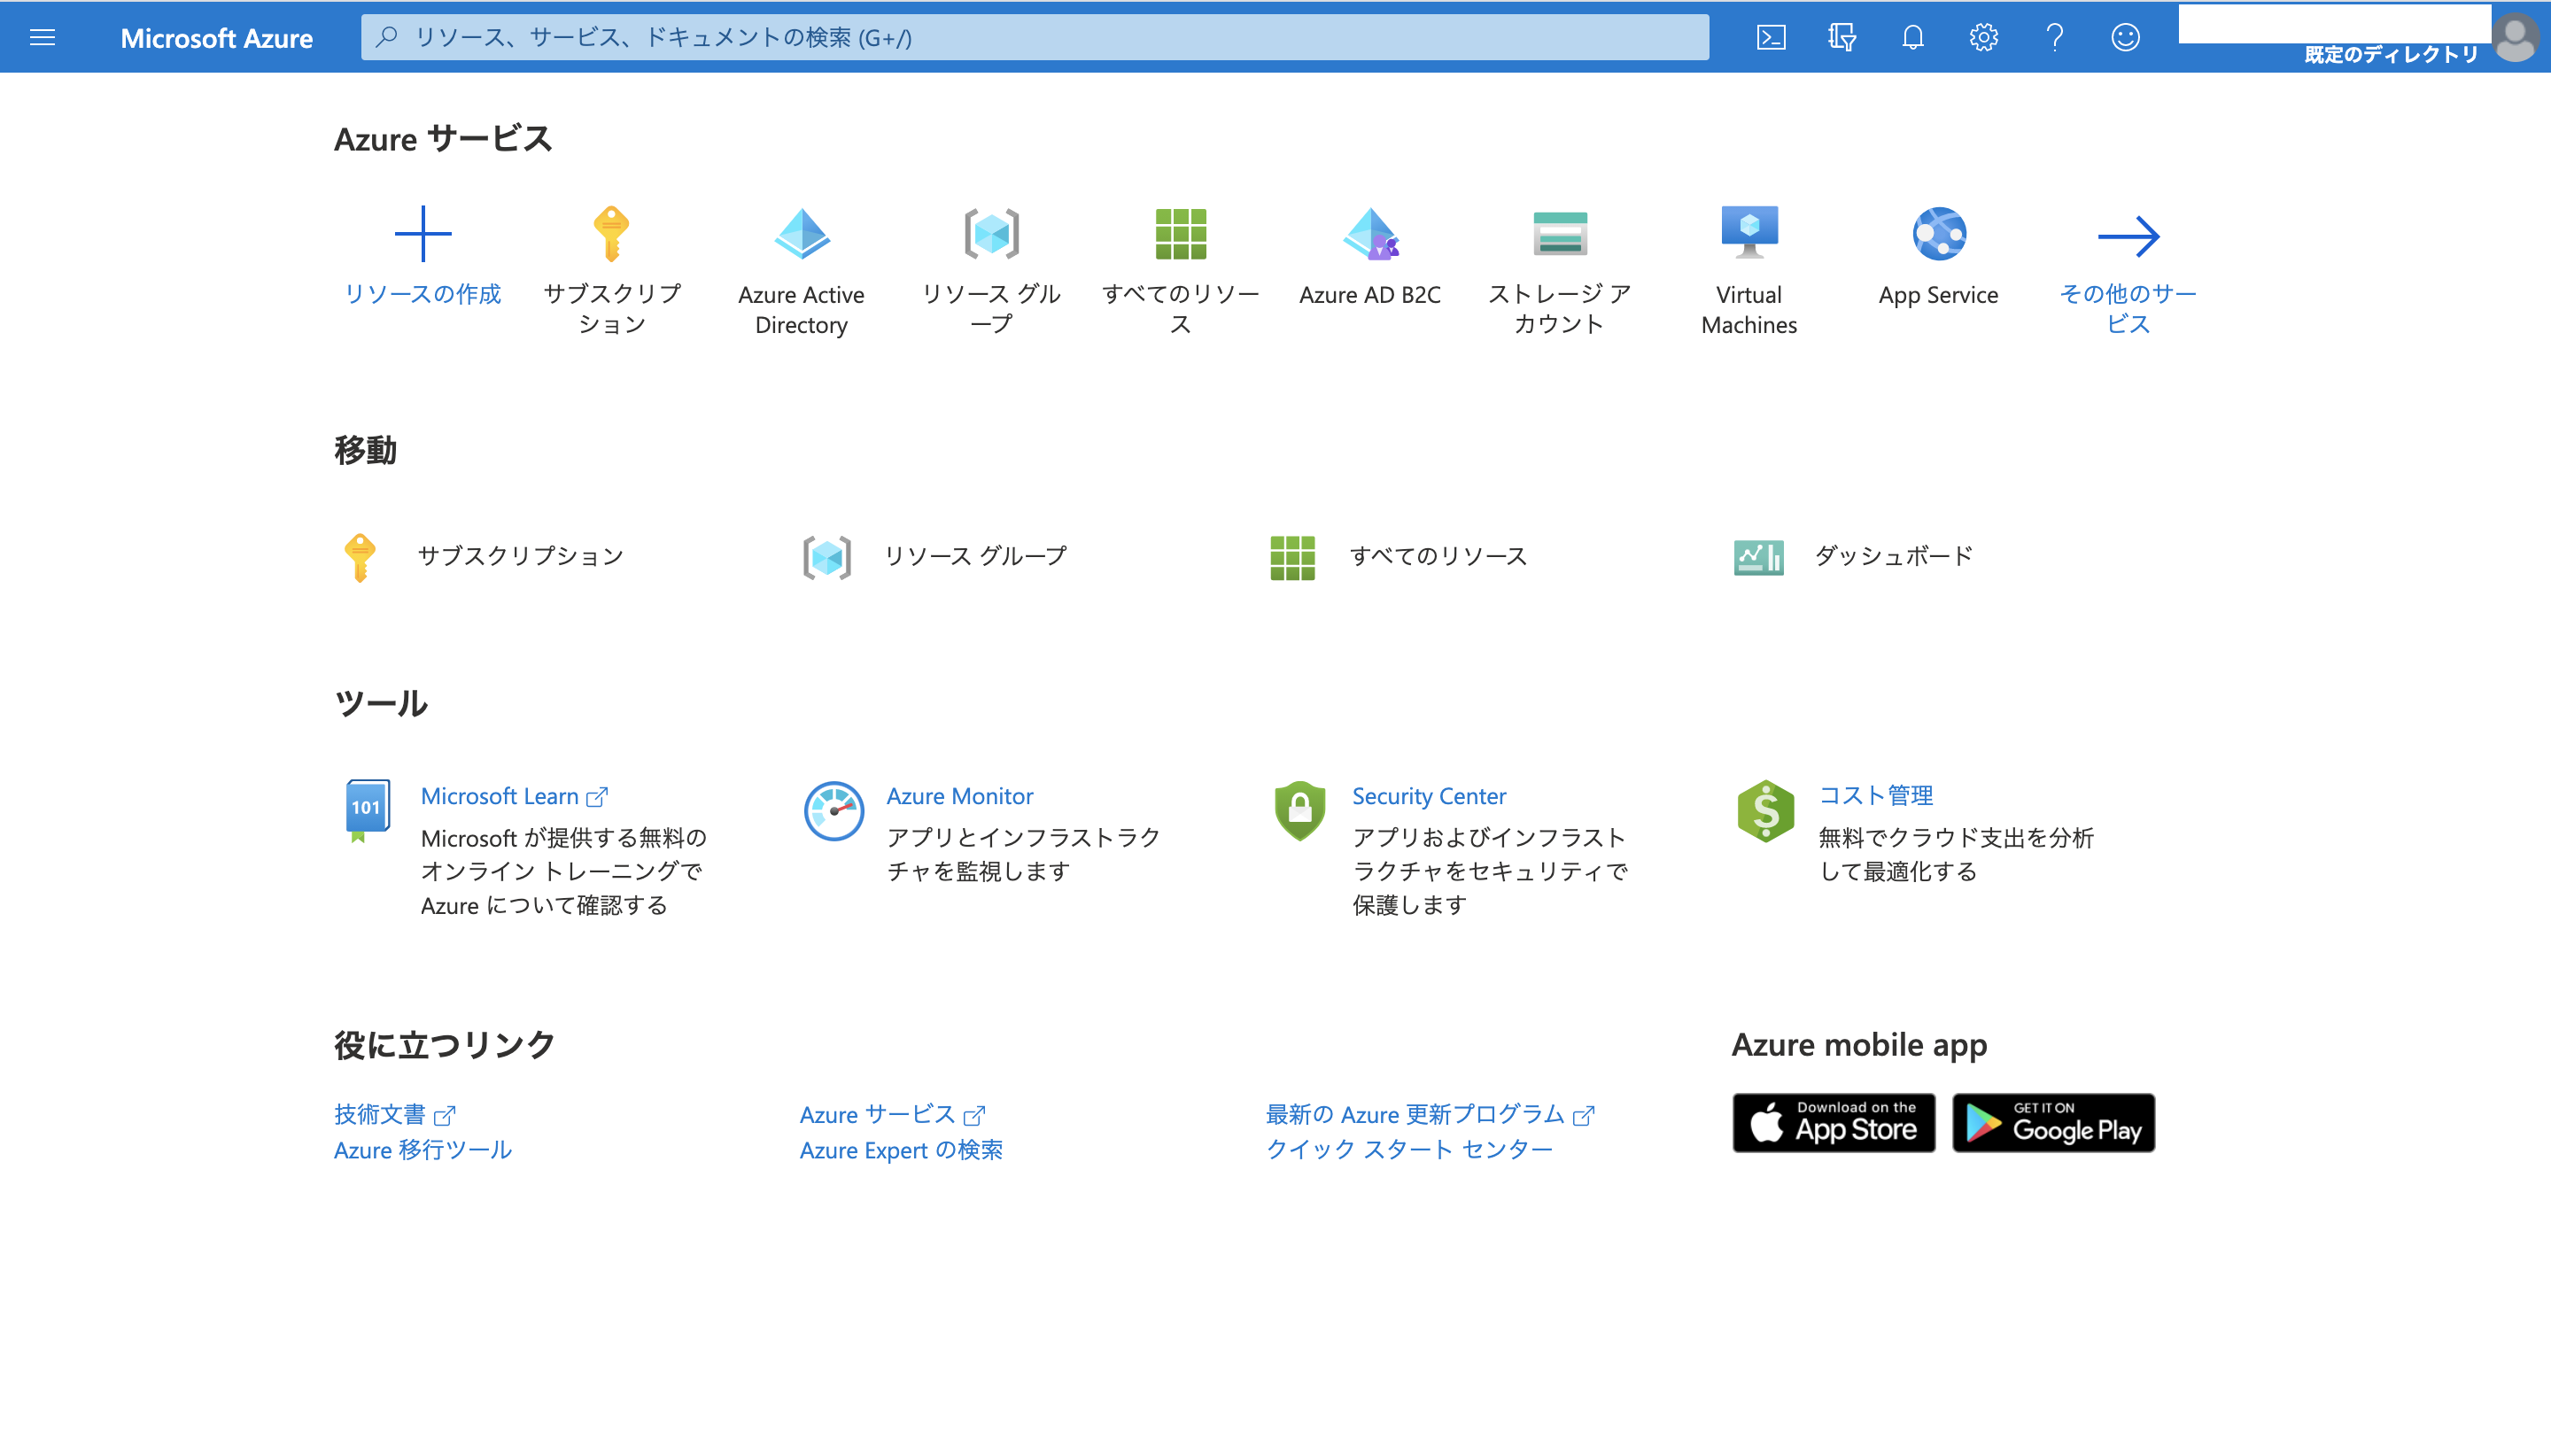 Microsoft Azure
リソース、サービス、ドキュメントの検索 (G+/)
既定のディレクトリ
Azure サービス
リソースの作成
サブスクリプ
ション
Azure Active
Directory
リソース グル
ープ
すべてのリソー
ス
Azure AD B2C
ストレージ ア
カウント
Virtual
Machines
App Service
その他のサー
ビス
移動
サブスクリプション
リソース グループ
すべてのリソース
ダッシュボード
ツール
101
Microsoft Learn
Microsoft が提供する無料の
オンライン トレーニングで
Azure について確認する
Azure Monitor
アプリとインフラストラク
チャを監視します
Security Center
アプリおよびインフラスト
ラクチャをセキュリティで
保護します
コスト管理
無料でクラウド支出を分析
して最適化する
役に立つリンク
技術文書
Azure 移行ツール
Azure サービス
Azure Expert の検索
最新の Azure 更新プログラム
クイック スタート センター
Azure mobile app
Download on the
App Store
GET IT ON
Google Play